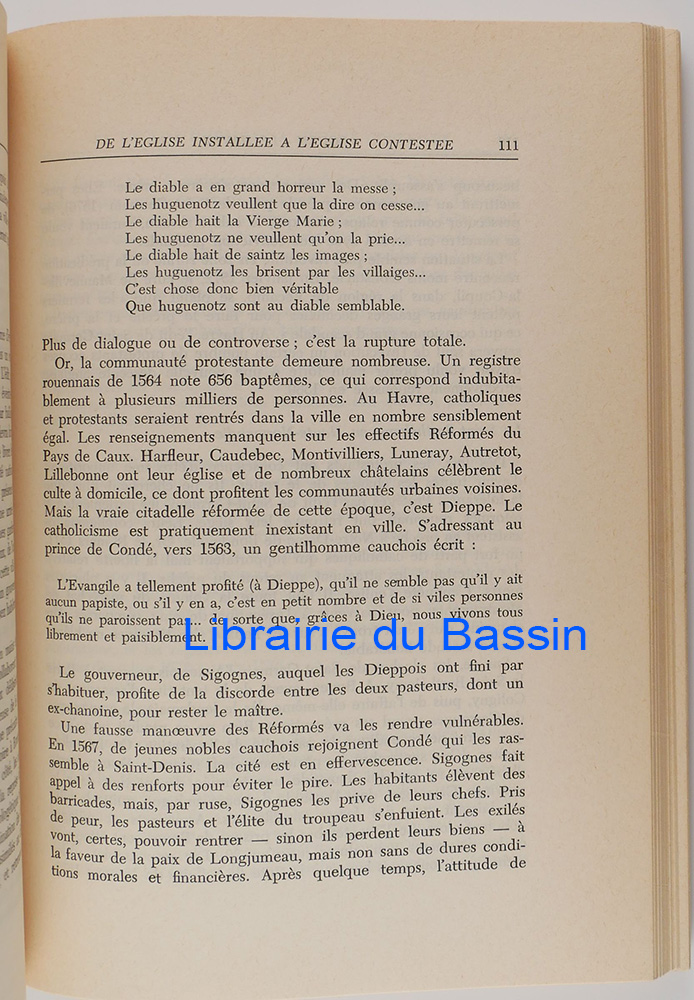 DE L'EGLISE INSTALLEE A L'EGLISE CONTESTEE 111
Le diable a en grand horreur la messe ;
Les huguenotz veullent que la dire on cesse...
Le diable hait la Vierge Marie ;
Les huguenotz ne veullent qu'on la prie...
Le diable hait de saintz les images ;
Les huguenotz les brisent par les villaiges...
C'est chose donc bien véritable
Que huguenotz sont au diable semblable.
Plus de dialogue ou de controverse ; c'est la rupture totale.
Or, la communauté protestante demeure nombreuse. Un registre
rouennais de 1564 note 656 baptêmes, ce qui correspond indubita-
blement à plusieurs milliers de personnes. Au Havre, catholiques
et protestants seraient rentrés dans la ville en nombre sensiblement
égal. Les renseignements manquent sur les effectifs Réformés du
Pays de Caux. Harfleur, Caudebec, Montivilliers, Luneray, Autretot,
Lillebonne ont leur église et de nombreux châtelains célèbrent le
culte à domicile, ce dont profitent les communautés urbaines voisines.
Mais la vraie citadelle réformée de cette époque, c'est Dieppe. Le
catholicisme est pratiquement inexistant en ville. S'adressant au
prince de Condé, vers 1563, un gentilhomme cauchois écrit :
L'Evangile a tellement profité (à Dieppe), qu'il ne semble pas qu'il y ait
aucun papiste, ou s'il y en a, c'est en petit nombre et de si viles personnes
qu'ils ne paroissent pas... de sorte que, grâces à Dieu, nous vivons tous
librement et paisiblement.
Librairie du Bassin
Le gouverneur, de Sigognes, auquel les Dieppois ont fini par
s'habituer, profite de la discorde entre les deux pasteurs, dont un
ex-chanoine, pour rester le maître.
Une fausse manœuvre des Réformés va les rendre vulnérables.
En 1567, de jeunes nobles cauchois rejoignent Condé qui les ras-
semble à Saint-Denis. La cité est en effervescence. Sigognes fait
appel à des renforts pour éviter le pire. Les habitants élèvent des
barricades, mais, par ruse, Sigognes les prive de leurs chefs. Pris
de peur, les pasteurs et l'élite du troupeau s'enfuient. Les exilés
vont, certes, pouvoir rentrer — sinon ils perdent leurs biens — à
la faveur de la paix de Longjumeau, mais non sans de dures condi-
tions morales et financières. Après quelque temps, l'attitude de